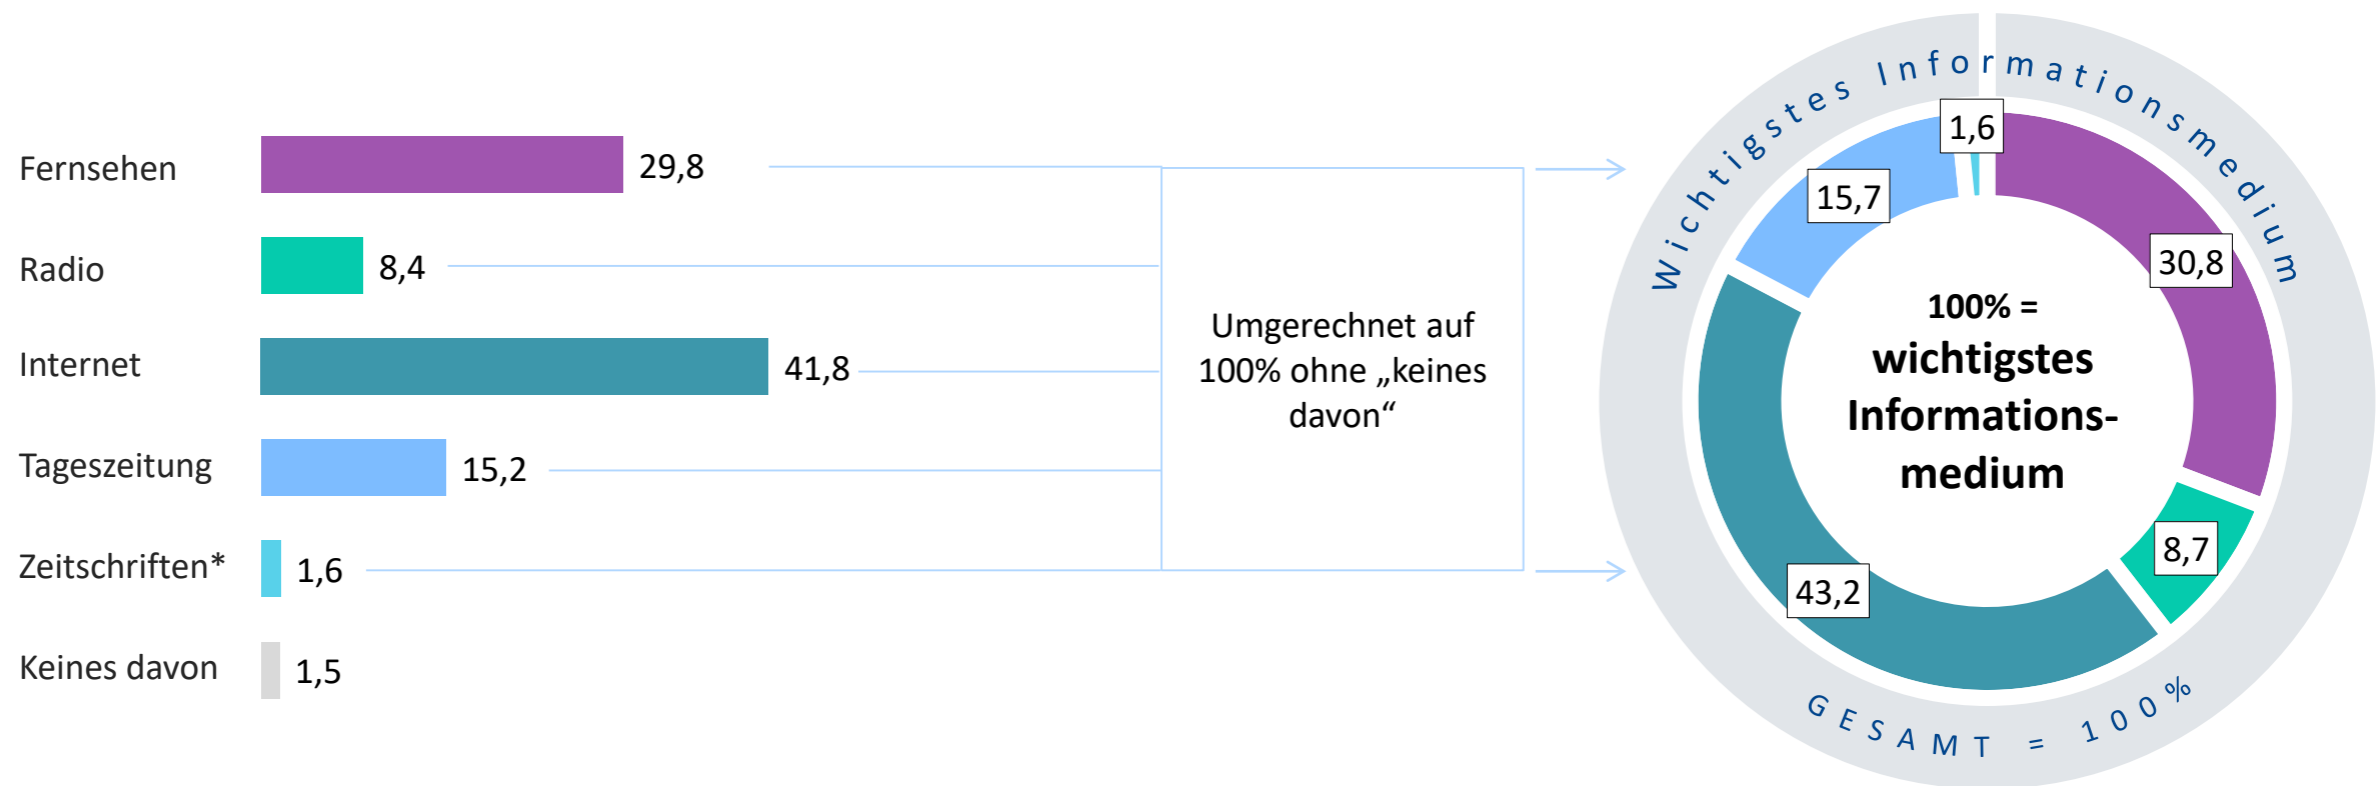 Fernsehen
29,8
Radio
8,4
Internet
41,8
Tageszeitung
15,2
Zeitschriften*
1,6
Keines davon
1,5
Umgerechnet auf
100% ohne „keines
davon“
Wichtigstes Informationsmedium
1,6
15,7
30,8
8,7
43,2
100% =
wichtigstes
Informations-
medium
GESAMT = 100%